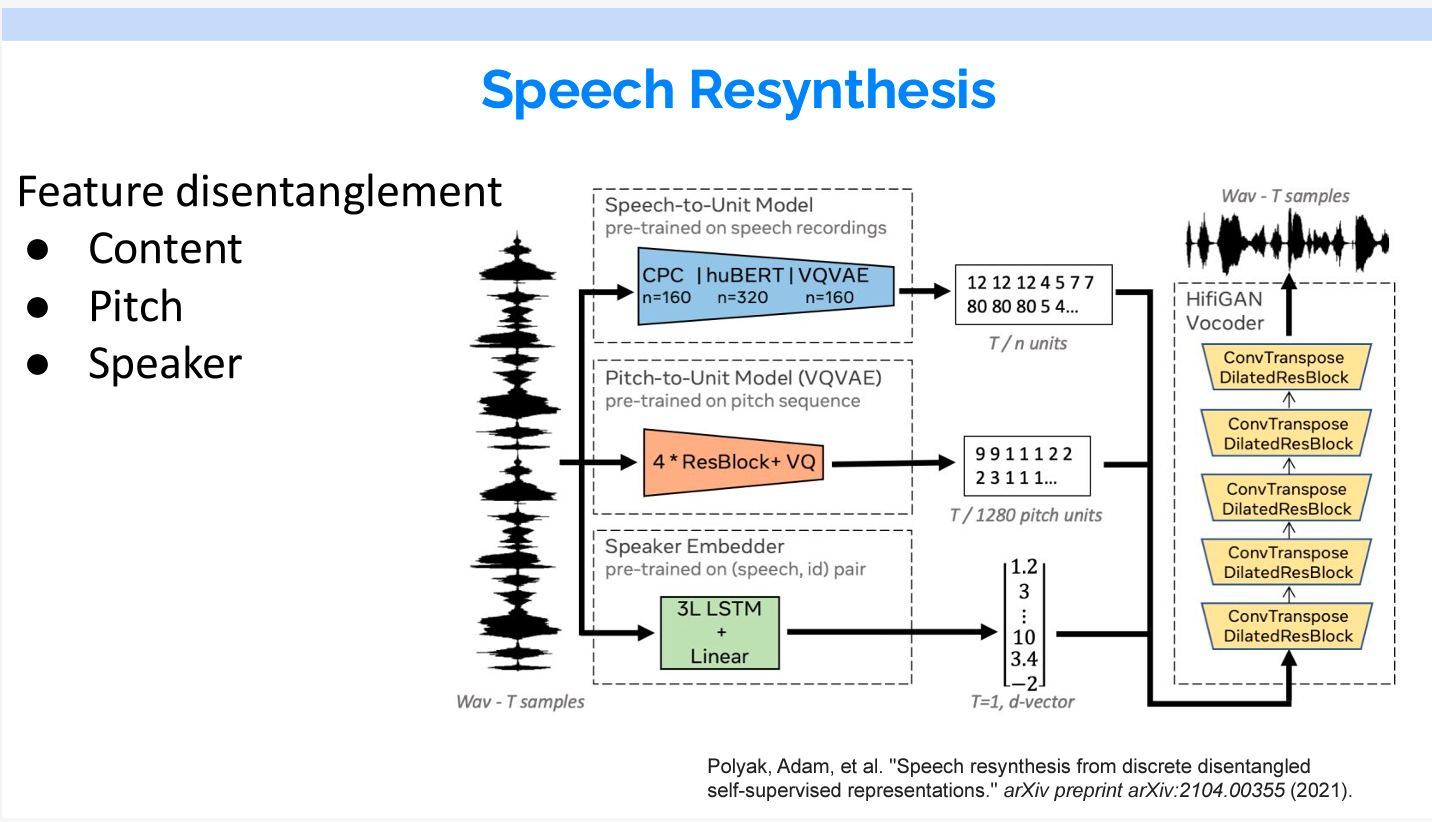 Speech Resynthesis
Feature disentanglement
● Content
● Pitch
● Speaker
Wav - T samples
Speech-to-Unit Model
pre-trained on speech recordings
CPC | huBERT | VQVAE
n=160 n=320 n=160
12 12 12 4 5 7 7
80 80 80 5 4...
T / n units
Pitch-to-Unit Model (VQVAE)
pre-trained on pitch sequence
4 * ResBlock+ VQ
9 9 1 1 1 2 2
2 3 1 1 1...
T / 1280 pitch units
Speaker Embedder
pre-trained on (speech, id) pair
3L LSTM
+
Linear
1.2
3
⋮
10
3.4
−2
T=1, d-vector
Wav - T samples
HifiGAN
Vocoder
ConvTranspose
DilatedResBlock
ConvTranspose
DilatedResBlock
ConvTranspose
DilatedResBlock
ConvTranspose
DilatedResBlock
ConvTranspose
DilatedResBlock
Polyak, Adam, et al. "Speech resynthesis from discrete disentangled
self-supervised representations." arXiv preprint arXiv:2104.00355 (2021).